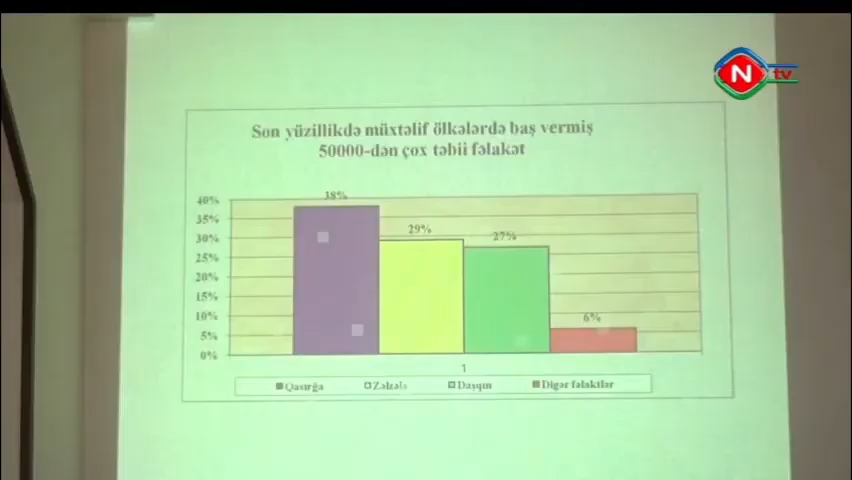 N tv
Son yüzillikdə müxtəlif ölkələrdə baş vermiş
50000-dən çox təbii fəlakət
40%
35%
30%
25%
20%
15%
10%
5%
0%
38%
29%
27%
6%
1
Qasırğa
Zəlzələ
Daşqın
Digər fəlaktlər